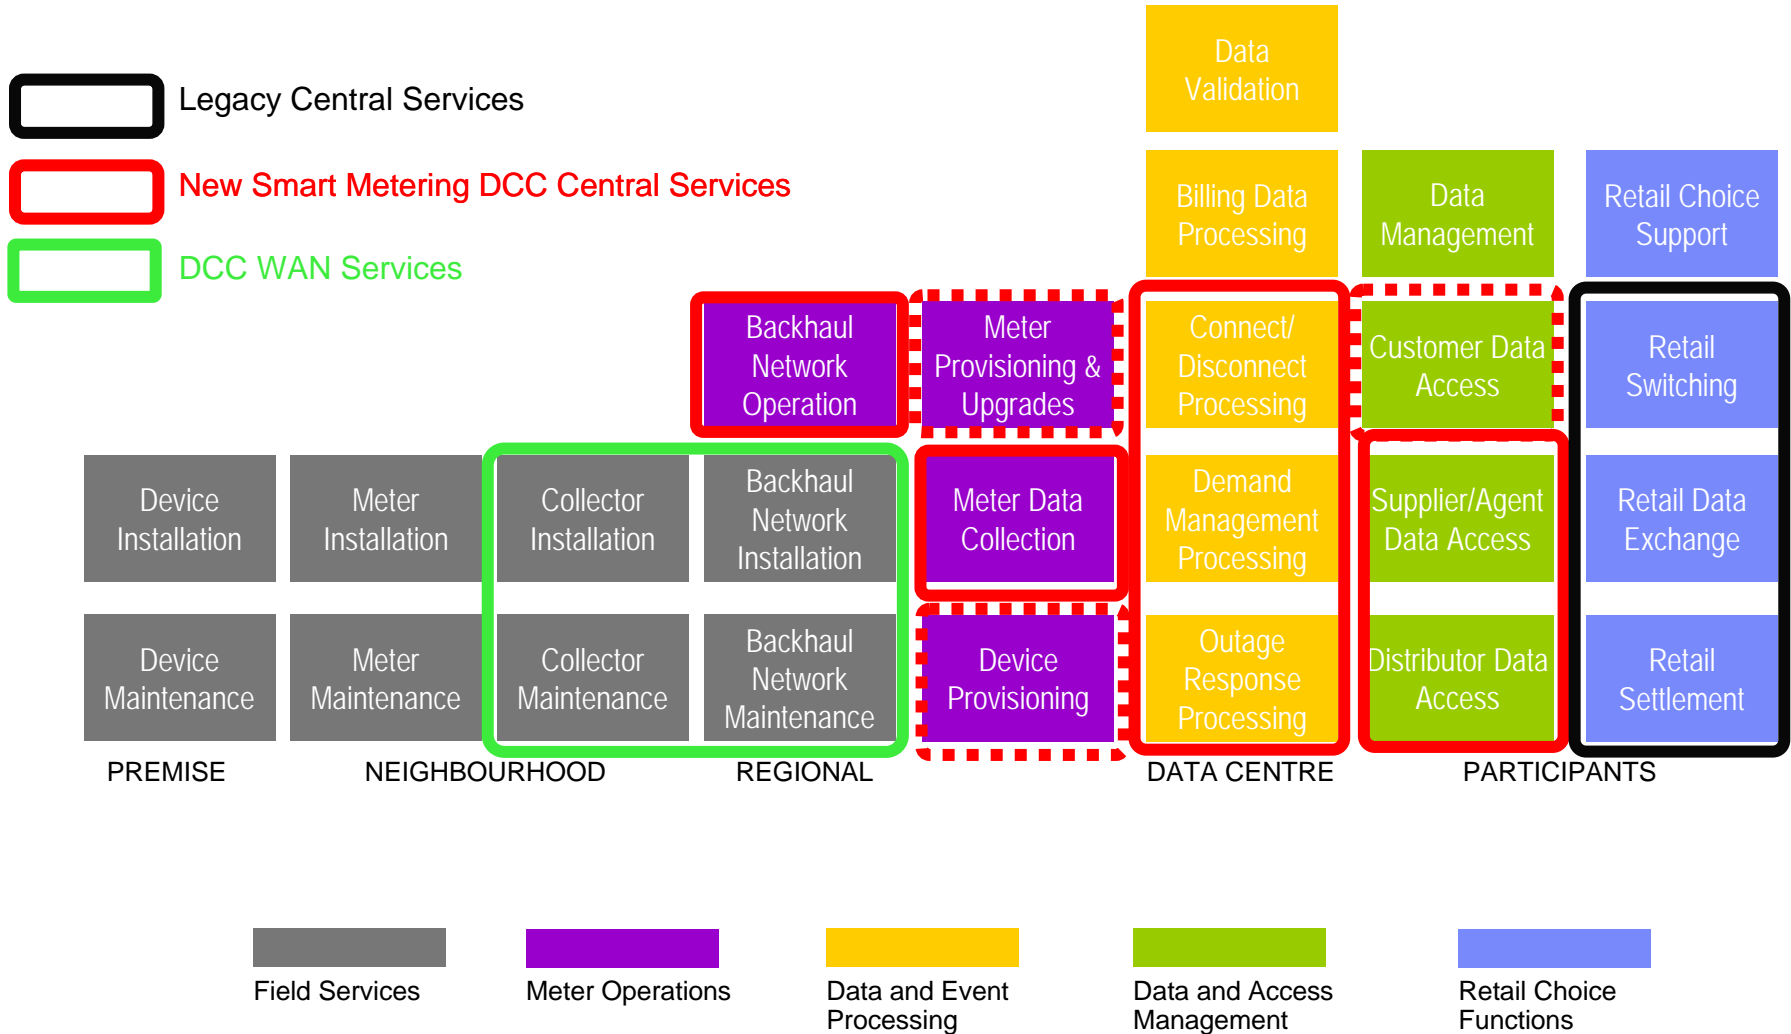 Legacy Central Services
New Smart Metering DCC Central Services
DCC WAN Services
Data
Validation
Billing Data
Processing
Data
Management
Retail Choice
Support
Backhaul
Network
Operation
Meter
Provisioning &
Upgrades
Connect/
Disconnect
Processing
Customer Data
Access
Retail
Switching
Device
Installation
Meter
Installation
Collector
Installation
Backhaul
Network
Installation
Meter Data
Collection
Demand
Management
Processing
Supplier/Agent
Data Access
Retail Data
Exchange
Device
Maintenance
Meter
Maintenance
Collector
Maintenance
Backhaul
Network
Maintenance
Device
Provisioning
Outage
Response
Processing
Distributor Data
Access
Retail
Settlement
PREMISE
NEIGHBOURHOOD
REGIONAL
DATA CENTRE
PARTICIPANTS
Field Services
Meter Operations
Data and Event
Processing
Data and Access
Management
Retail Choice
Functions